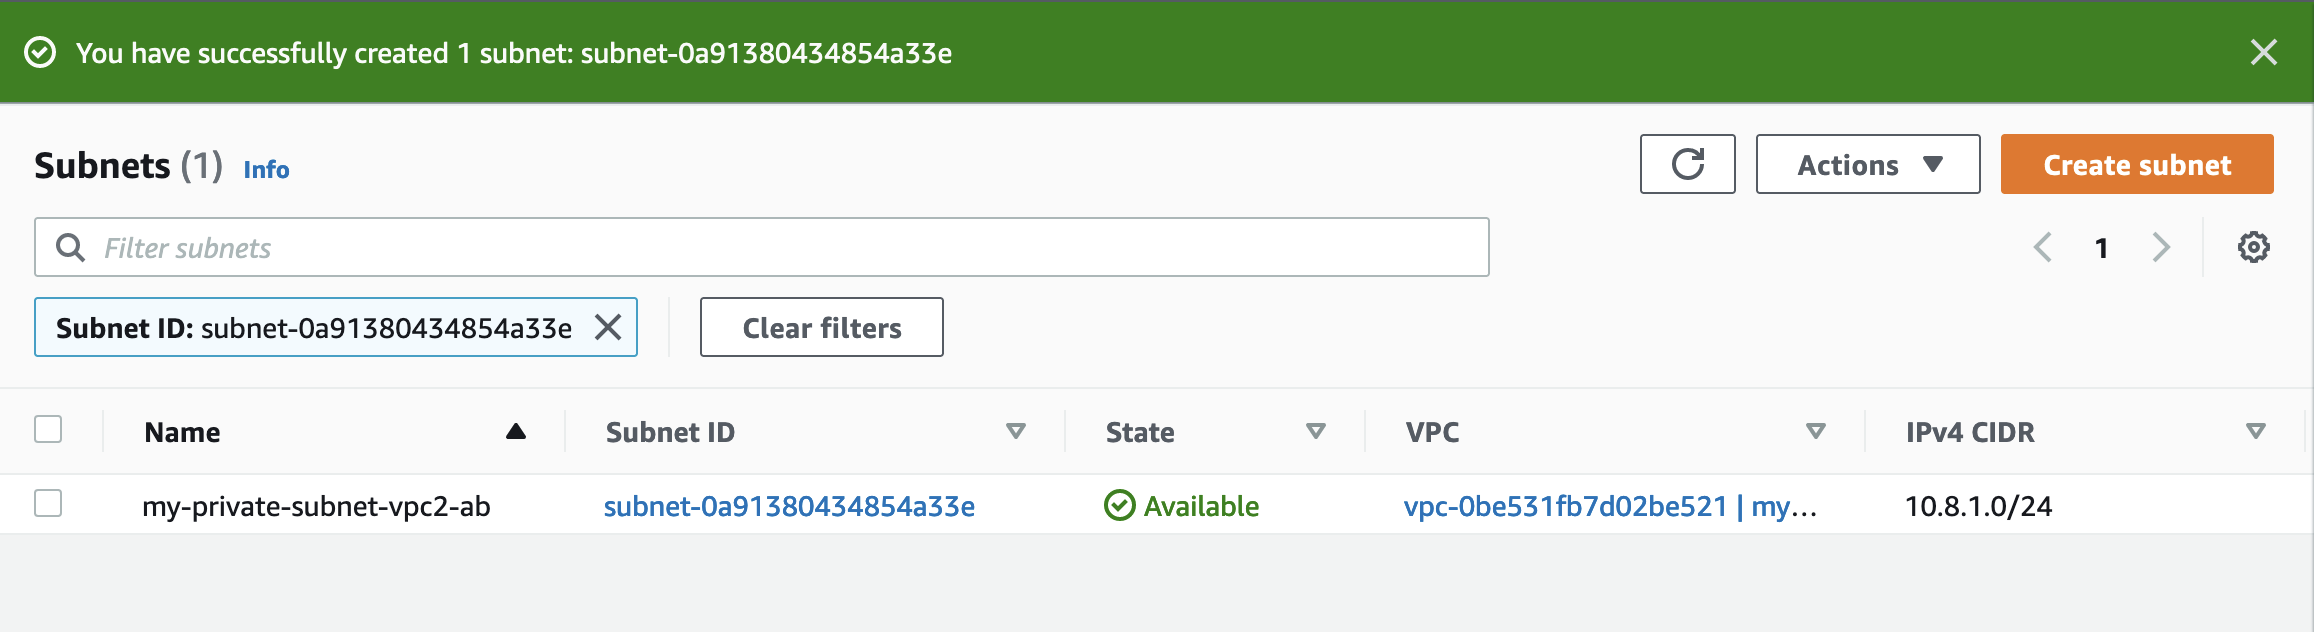 You have successfully created 1 subnet: subnet-0a91380434854a33e
Subnets (1) Info
Actions
Create subnet
Filter subnets
1
Subnet ID: subnet-0a91380434854a33e
Clear filters
Name Subnet ID State VPC IPv4 CIDR
my-private-subnet-vpc2-ab subnet-0a91380434854a33e Available vpc-0be531fb7d02be521 | my... 10.8.1.0/24